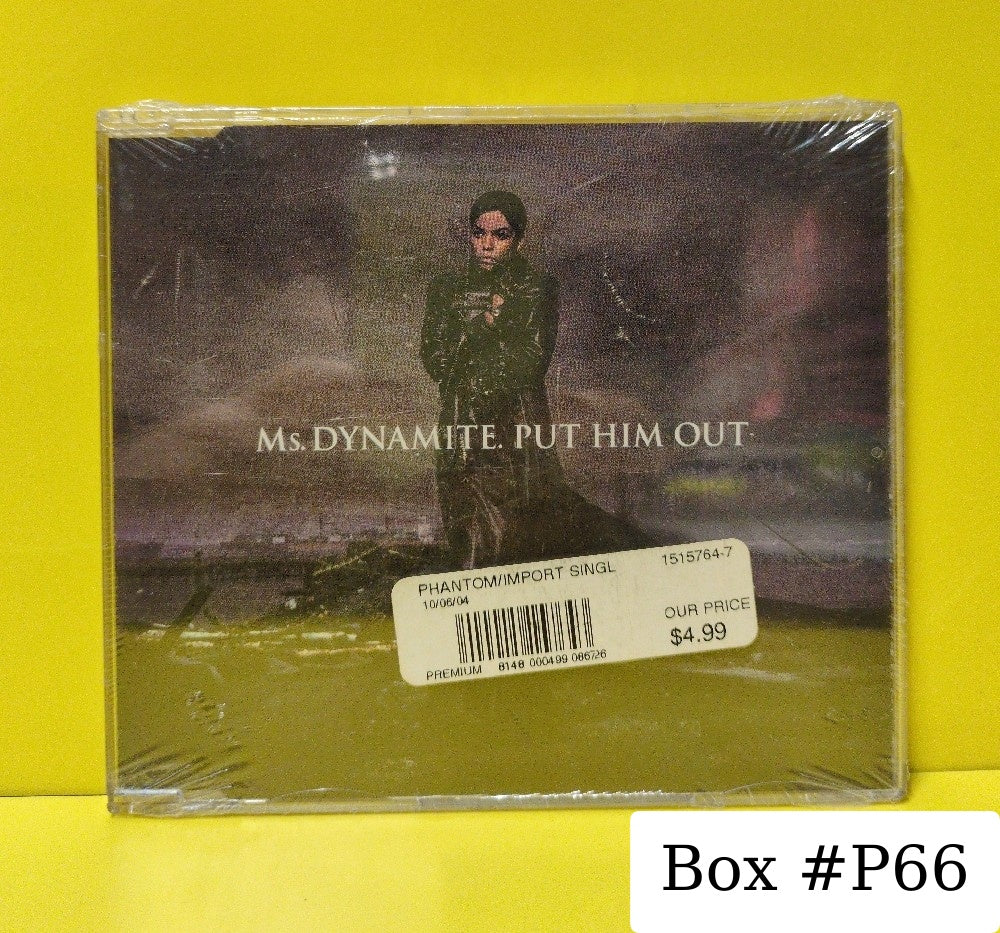 Ms. DYNAMITE. PUT HIM OUT
PHANTOM/IMPORT SINGL 1515764-7
10/06/04
OUR PRICE
$4.99
PREMIUM 8148 000499 086726
Box #P66